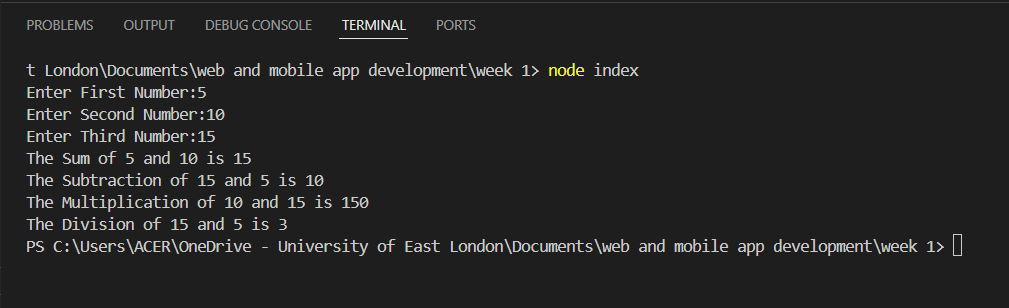 PROBLEMS OUTPUT DEBUG CONSOLE TERMINAL PORTS
t London\Documents\web and mobile app development\week 1> node index
Enter First Number:5
Enter Second Number:10
Enter Third Number:15
The Sum of 5 and 10 is 15
The Subtraction of 15 and 5 is 10
The Multiplication of 10 and 15 is 150
The Division of 15 and 5 is 3
PS C:\Users\ACER\OneDrive - University of East London\Documents\web and mobile app development\week 1>